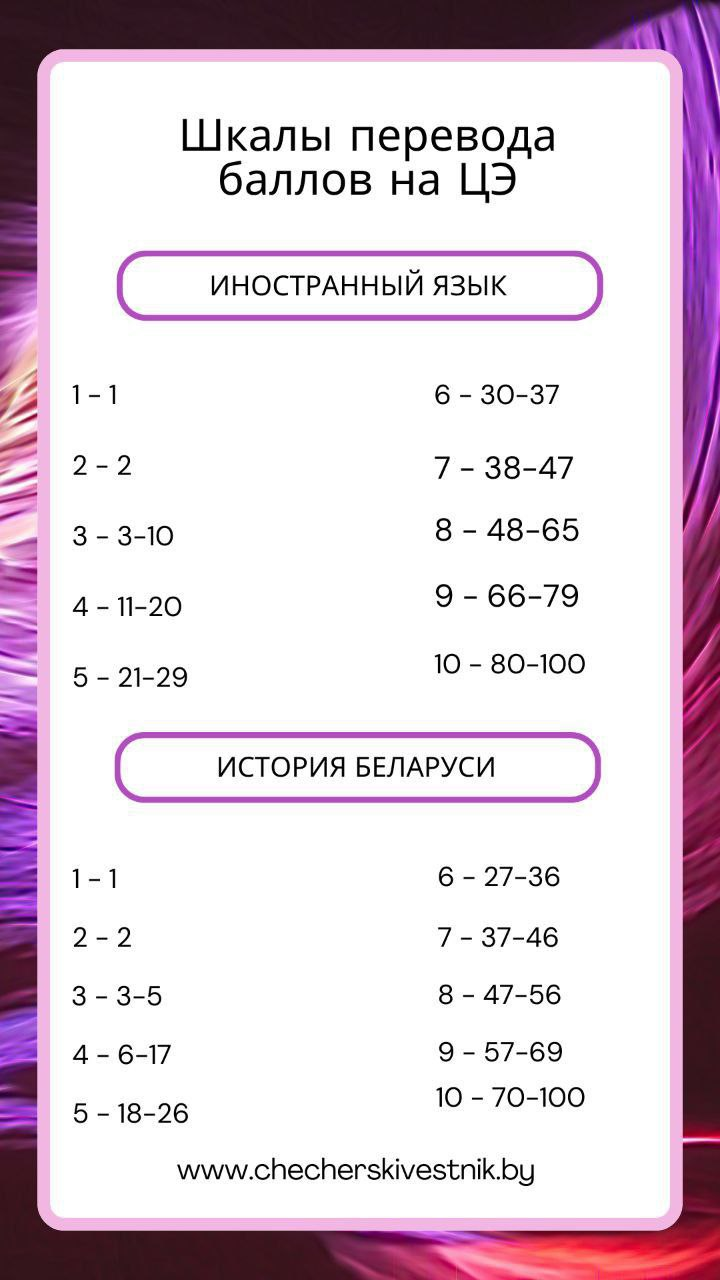 Шкалы перевода
баллов на ЦЭ
ИНОСТРАННЫЙ ЯЗЫК
1 - 1
2 - 2
3 - 3-10
4 - 11-20
5 - 21-29
6 - 30-37
7 - 38-47
8 - 48-65
9 - 66-79
10 - 80-100
ИСТОРИЯ БЕЛАРУСИ
1 - 1
2 - 2
3 - 3-5
4 - 6-17
5 - 18-26
6 - 27-36
7 - 37-46
8 - 47-56
9 - 57-69
10 - 70-100
www.checherskivestnik.by